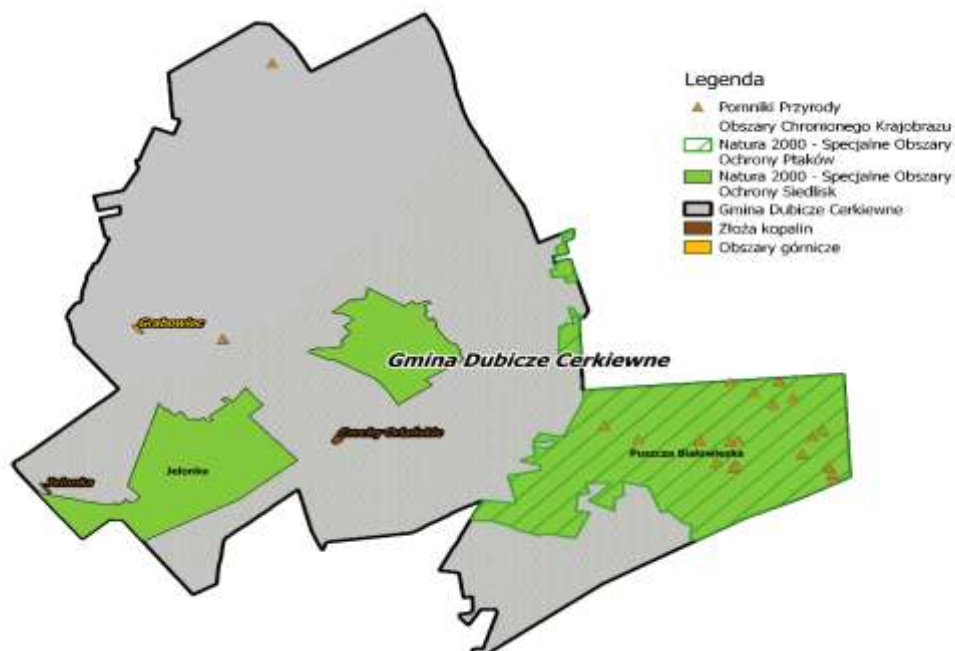 Legenda
Pomniki Przyrody
Obszary Chronionego Krajobrazu
Natura 2000 - Specjalne Obszary
Ochrony Ptaków
Natura 2000 - Specjalne Obszary
Ochrony Siedlisk
Gmina Dubicze Cerkiewne
Złoża kopalin
Obszary górnicze
Grabowiec
Gmina Dubicze Cerkiewne
Puszcza Białowieska
Jelonka
Jelonka